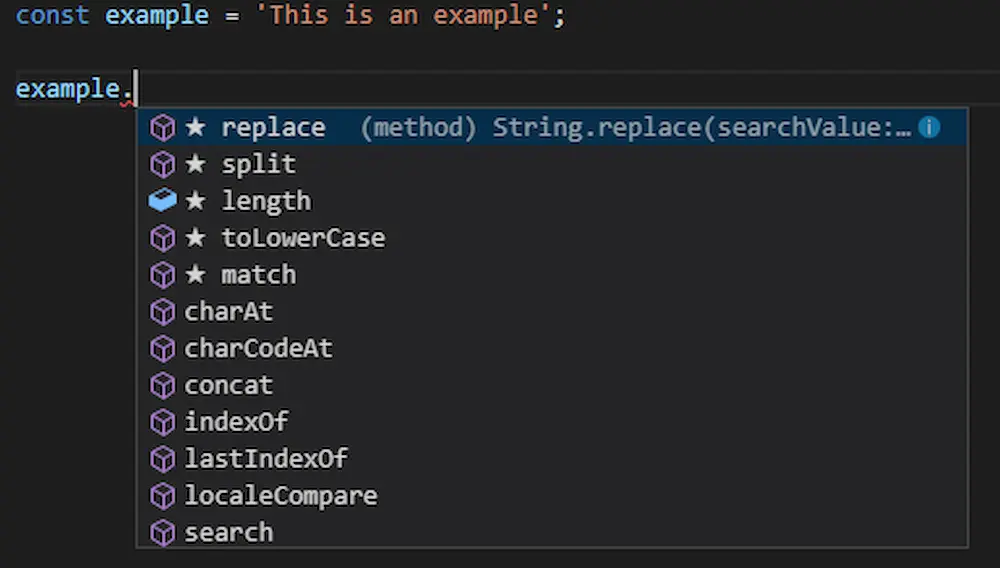 const example = 'This is an example';
example.
★ replace (method) String.replace(searchValue:…
★ split
★ length
★ toLowerCase
★ match
charAt
charCodeAt
concat
indexOf
lastIndexOf
localeCompare
search